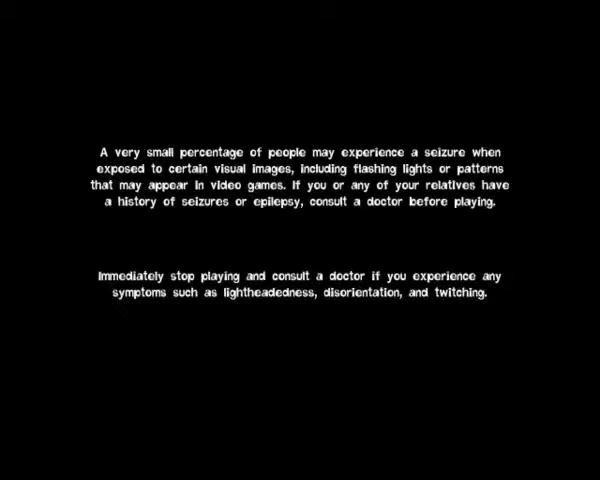 A very small percentage of people may experience a seizure when
exposed to certain visual images, including flashing lights or patterns
that may appear in video games. If you or any of your relatives have
a history of seizures or epilepsy, consult a doctor before playing.
Immediately stop playing and consult a doctor if you experience any
symptoms such as lightheadedness, disorientation, and twitching.